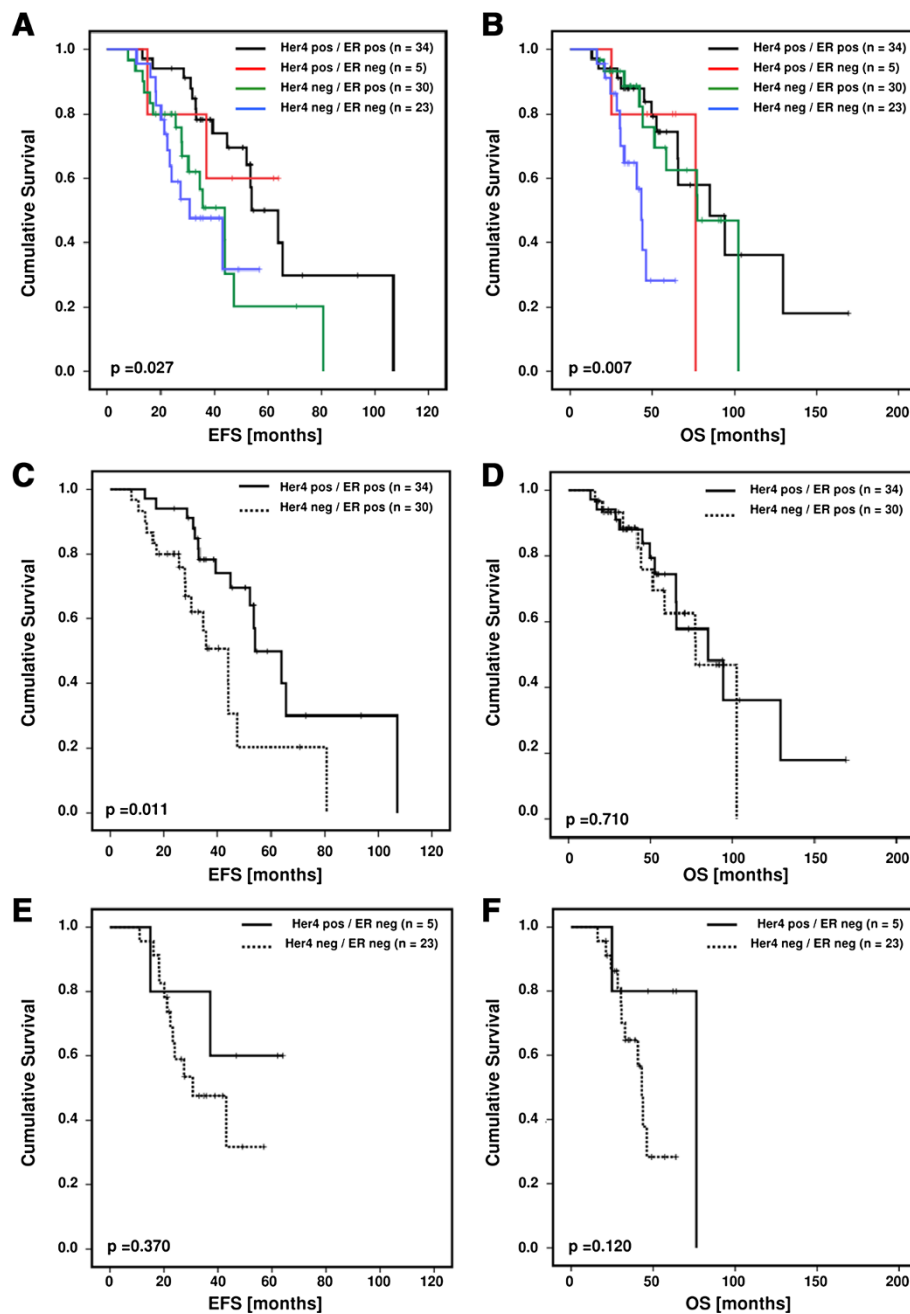 A
Her4 pos / ER pos (n = 34)
Her4 pos / ER neg (n = 5)
Her4 neg / ER pos (n = 30)
Her4 neg / ER neg (n = 23)
Cumulative Survival
1.0
0.8
0.6
0.4
0.2
0.0
p =0.027
0 20 40 60 80 100 120
EFS [months]
B
Her4 pos / ER pos (n = 34)
Her4 pos / ER neg (n = 5)
Her4 neg / ER pos (n = 30)
Her4 neg / ER neg (n = 23)
Cumulative Survival
1.0
0.8
0.6
0.4
0.2
0.0
p =0.007
0 50 100 150 200
OS [months]
C
Her4 pos / ER pos (n = 34)
Her4 neg / ER pos (n = 30)
Cumulative Survival
1.0
0.8
0.6
0.4
0.2
0.0
p =0.011
0 20 40 60 80 100 120
EFS [months]
D
Her4 pos / ER pos (n = 34)
Her4 neg / ER pos (n = 30)
Cumulative Survival
1.0
0.8
0.6
0.4
0.2
0.0
p =0.710
0 50 100 150 200
OS [months]
E
Her4 pos / ER neg (n = 5)
Her4 neg / ER neg (n = 23)
Cumulative Survival
1.0
0.8
0.6
0.4
0.2
0.0
p =0.370
0 20 40 60 80 100 120
EFS [months]
F
Her4 pos / ER neg (n = 5)
Her4 neg / ER neg (n = 23)
Cumulative Survival
1.0
0.8
0.6
0.4
0.2
0.0
p =0.120
0 50 100 150 200
OS [months]